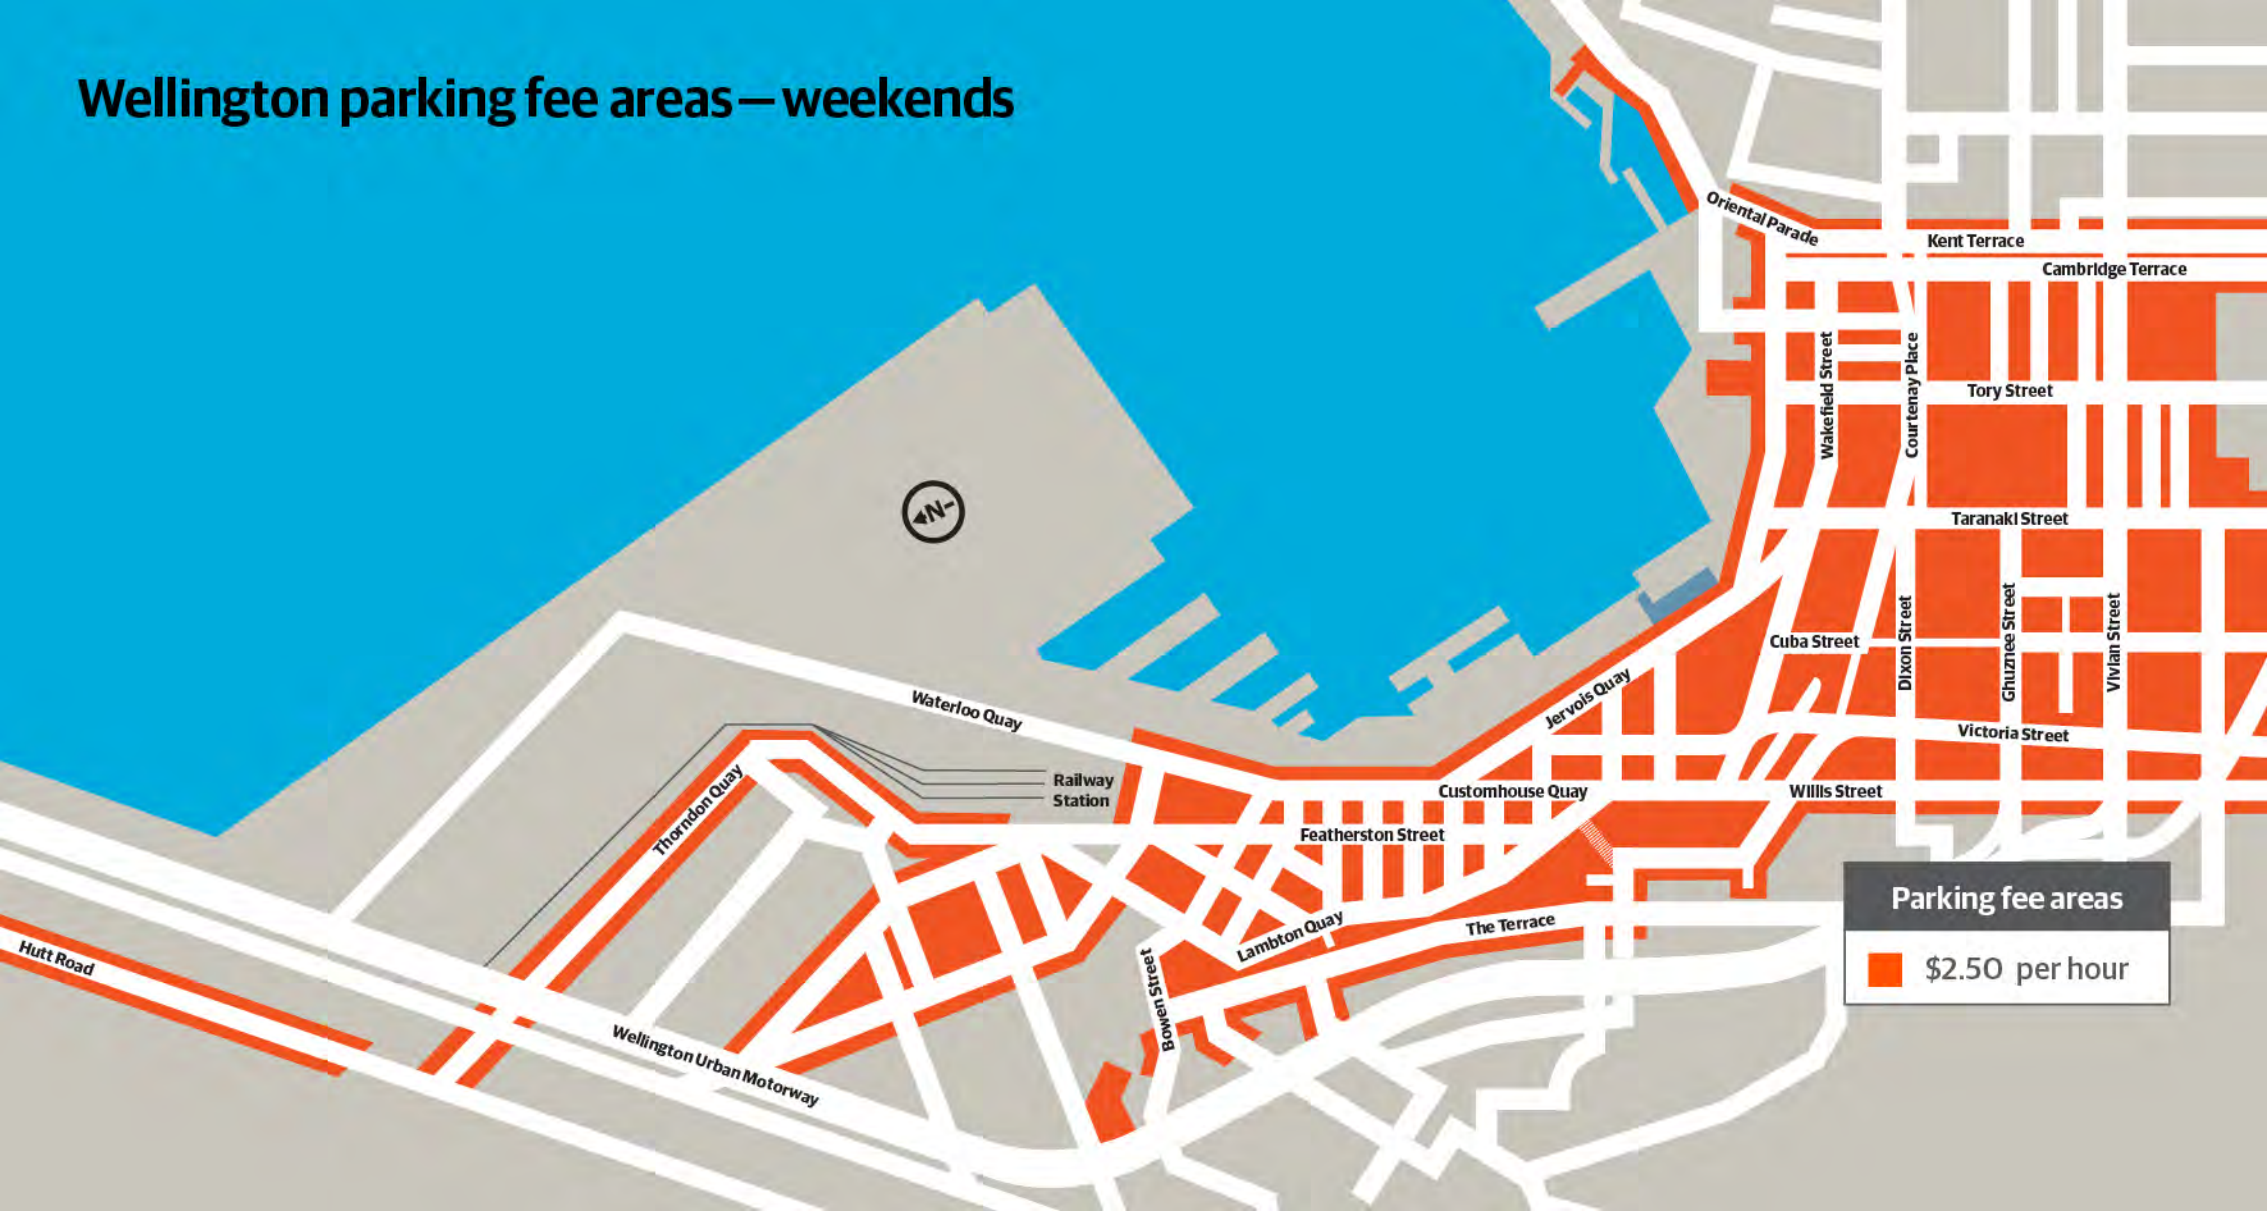 Wellington parking fee areas—weekends
Oriental Parade
Kent Terrace
Cambridge Terrace
Wakefield Street
Courtenay Place
Tory Street
N
Taranaki Street
Cuba Street
Dixon Street
Ghuznee Street
Vivian Street
Jervois Quay
Waterloo Quay
Victoria Street
Thorndon Quay
Railway
Station
Customhouse Quay
Willis Street
Featherston Street
Lambton Quay
The Terrace
Hutt Road
Bowen Street
Wellington Urban Motorway
Parking fee areas
$2.50 per hour